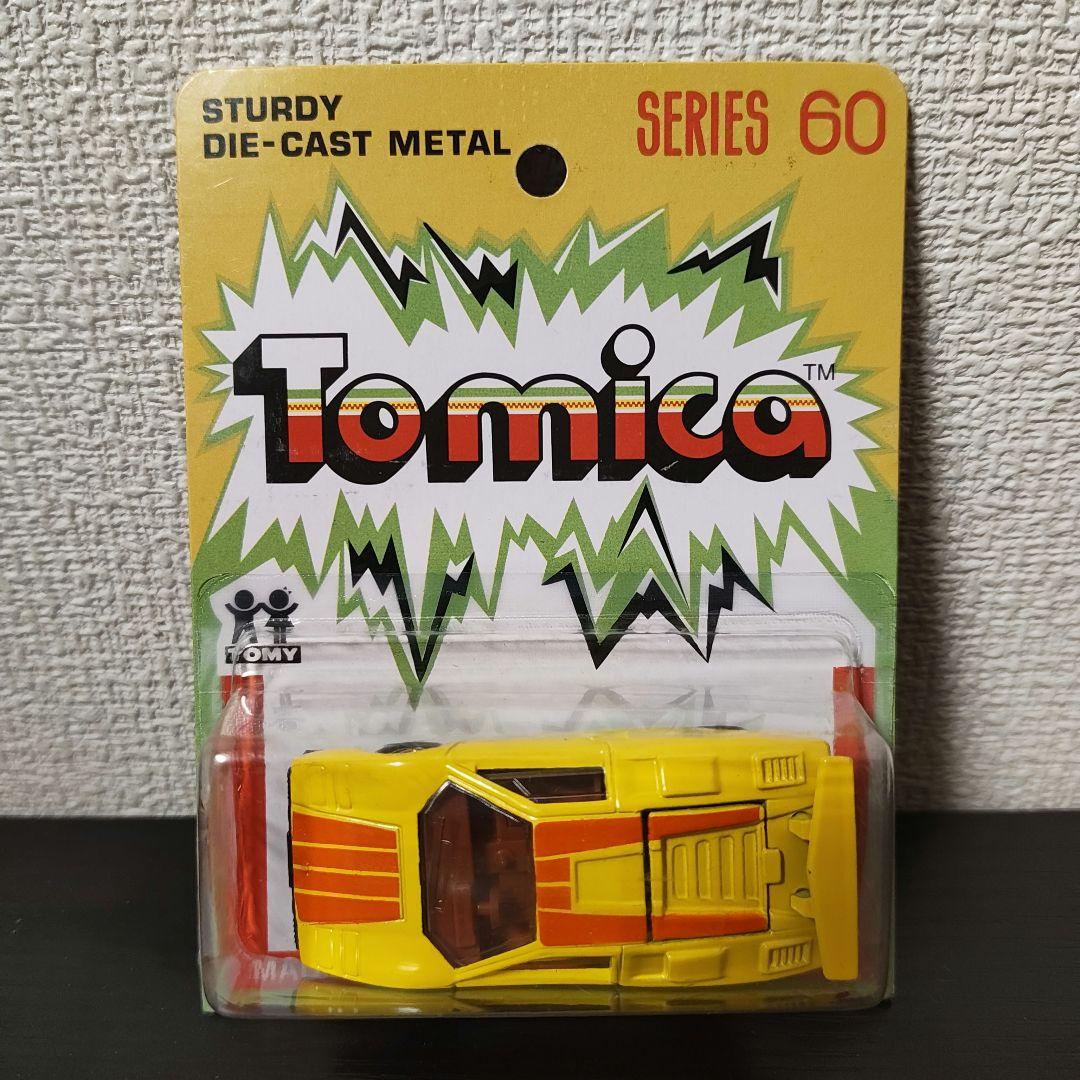 STURDY
DIE-CAST METAL
SERIES 60
Tomica™
TOMY